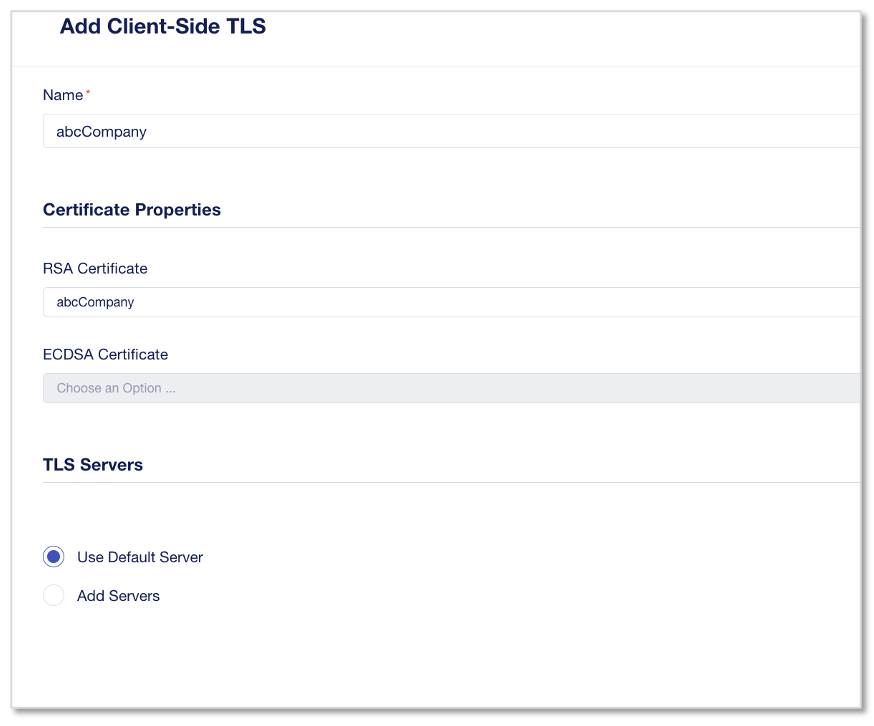 Add Client-Side TLS
Name*
abcCompany
Certificate Properties
RSA Certificate
abcCompany
ECDSA Certificate
Choose an Option ...
TLS Servers
Use Default Server
Add Servers